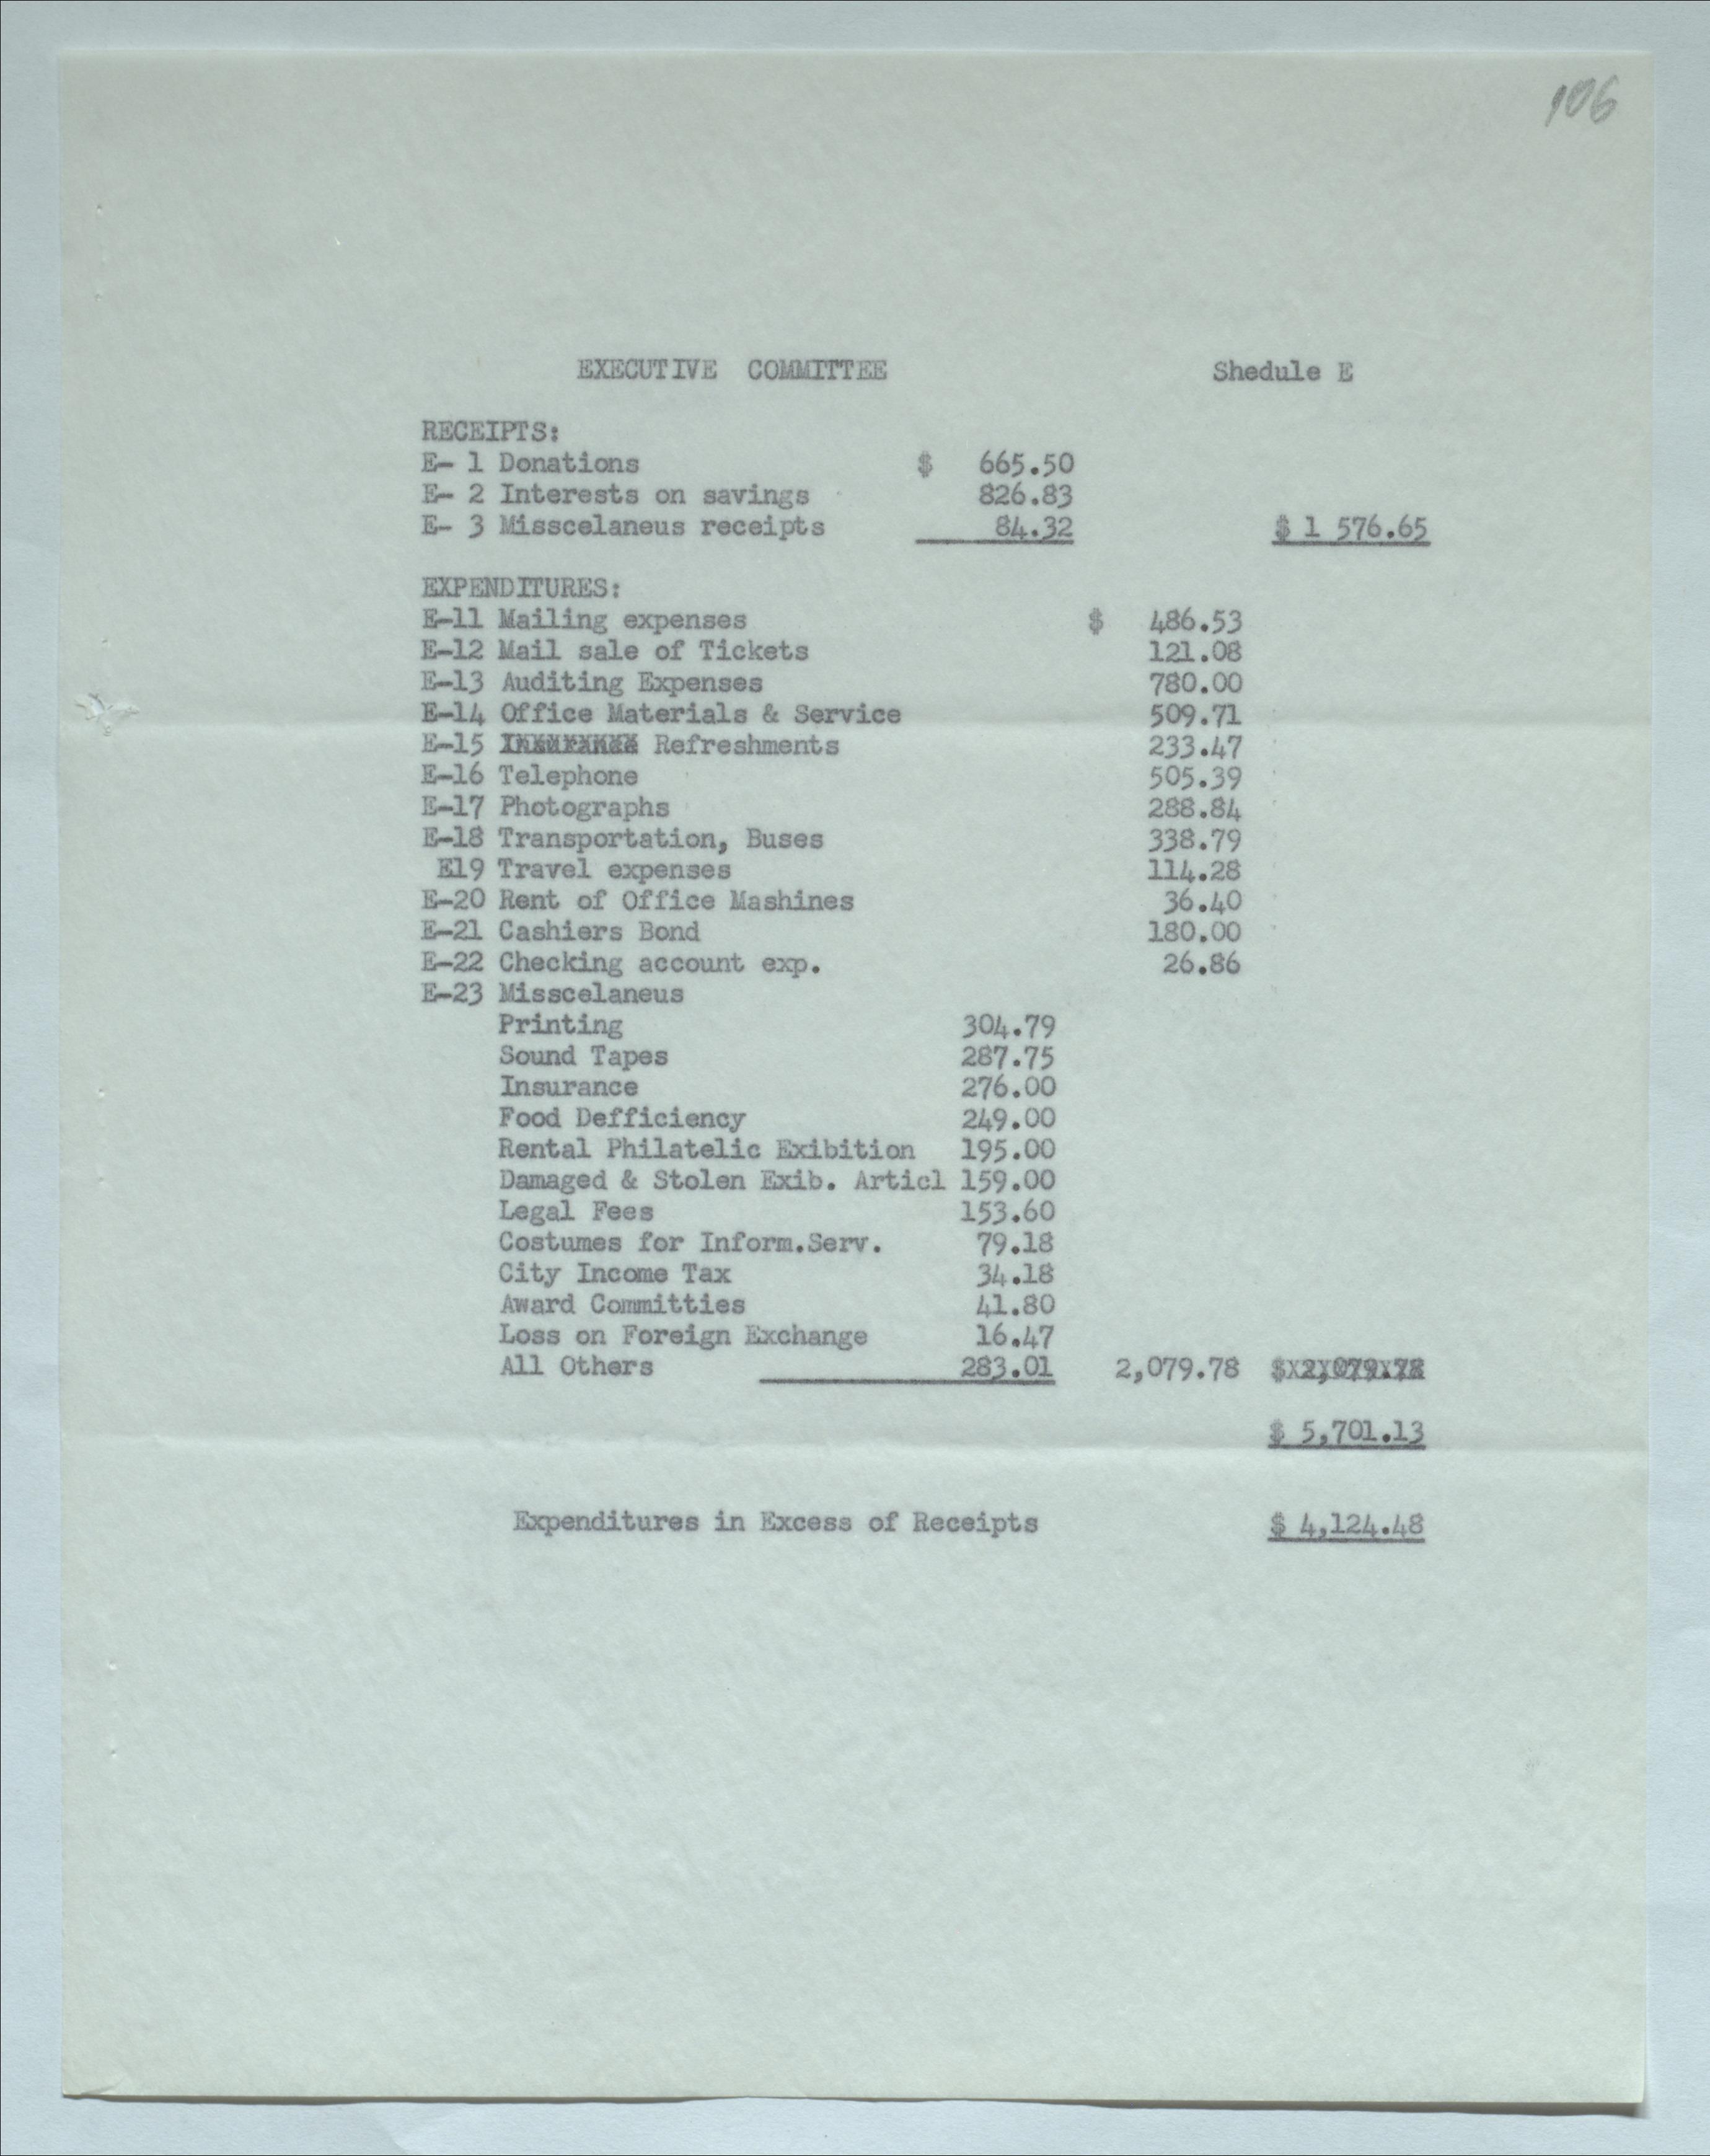 106
EXECUTIVE COMMITTEE Shedule E
RECEIPTS:
E- 1 Donations $ 665.50
E- 2 Interests on savings 826.83
E- 3 Misscelaneus receipts 84.32 $ 1 576.65
EXPENDITURES:
E-11 Mailing expenses $ 486.53
E-12 Mail sale of Tickets 121.08
E-13 Auditing Expenses 780.00
E-14 Office Materials & Service 509.71
E-15 Insurance Refreshments 233.47
E-16 Telephone 505.39
E-17 Photographs 288.84
E-18 Transportation, Buses 338.79
E19 Travel expenses 114.28
E-20 Rent of Office Mashines 36.40
E-21 Cashiers Bond 180.00
E-22 Checking account exp. 26.86
E-23 Misscelaneus
Printing 304.79
Sound Tapes 287.75
Insurance 276.00
Food Defficiency 249.00
Rental Philatelic Exibition 195.00
Damaged & Stolen Exib. Articl 159.00
Legal Fees 153.60
Costumes for Inform.Serv. 79.18
City Income Tax 34.18
Award Committies 41.80
Loss on Foreign Exchange 16.47
All Others 283.01 2,079.78 $ 2,079.78
$ 5,701.13
Expenditures in Excess of Receipts $ 4,124.48